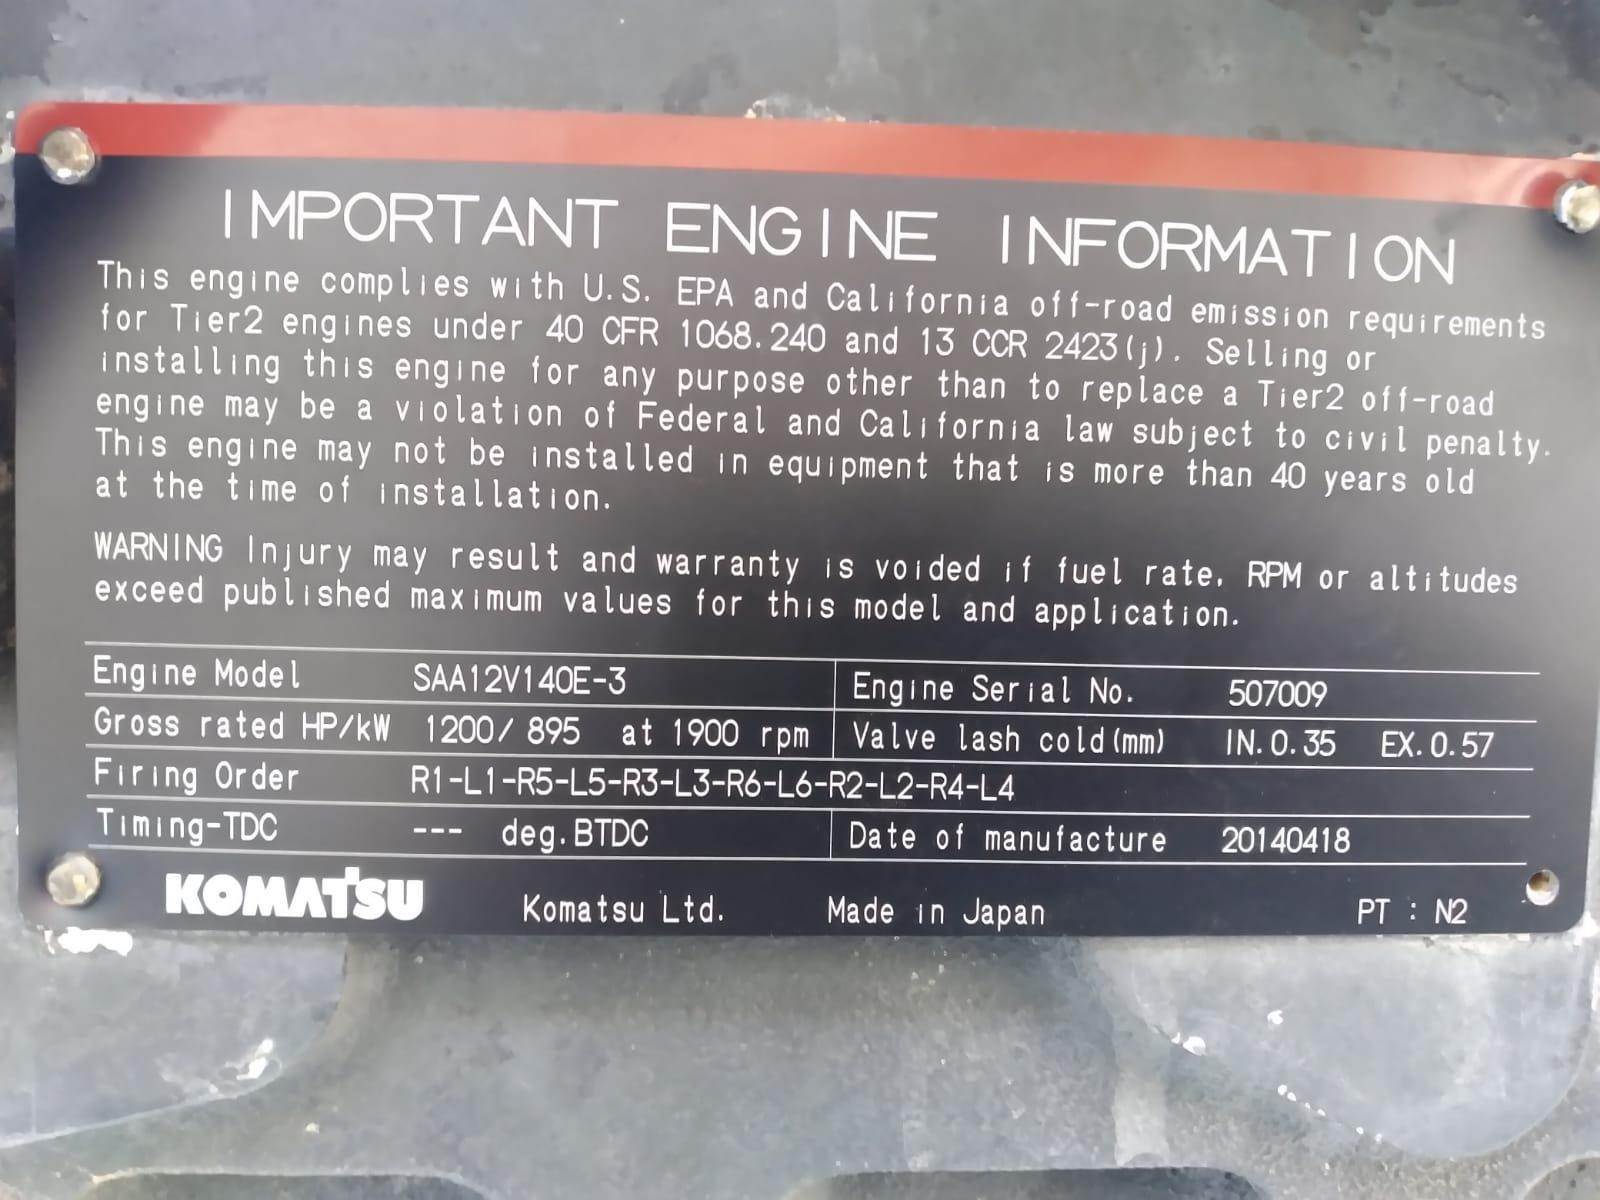 IMPORTANT ENGINE INFORMATION
This engine complies with U.S. EPA and California off-road emission requirements
for Tier2 engines under 40 CFR 1068.240 and 13 CCR 2423(j). Selling or
installing this engine for any purpose other than to replace a Tier2 off-road
engine may be a violation of Federal and California law subject to civil penalty.
This engine may not be installed in equipment that is more than 40 years old
at the time of installation.
WARNING Injury may result and warranty is voided if fuel rate. RPM or altitudes
exceed published maximum values for this model and application.
Engine Model SAA12V140E-3 Engine Serial No. 507009
Gross rated HP/kW 1200/ 895 at 1900 rpm Valve lash cold(mm) IN.0.35 EX.0.57
Firing Order R1-L1-R5-L5-R3-L3-R6-L6-R2-L2-R4-L4
Timing-TDC --- deg.BTDC Date of manufacture 20140418
KOMATSU Komatsu Ltd. Made in Japan PT : N2